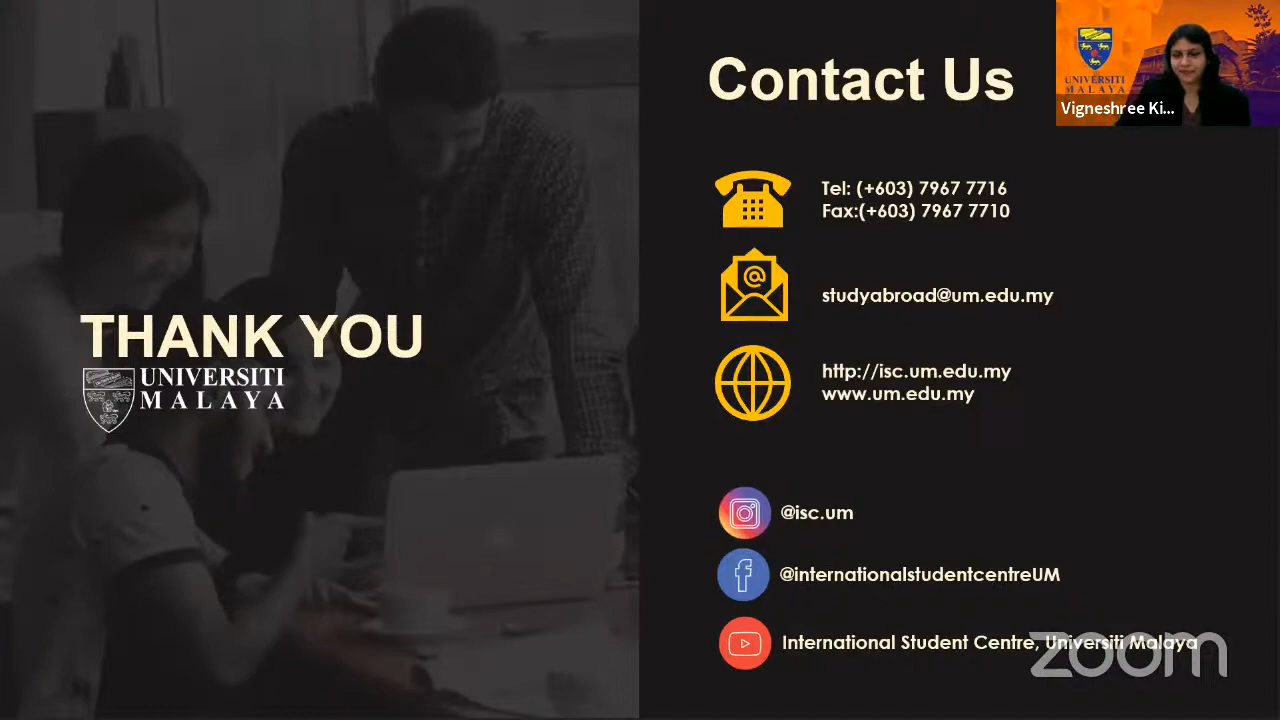 Contact Us
UNIVERSITI
MALAYA
Vigneshree Ki...
Tel: (+603) 7967 7716
Fax:(+603) 7967 7710
studyabroad@um.edu.my
http://isc.um.edu.my
www.um.edu.my
THANK YOU
UNIVERSITI
MALAYA
@isc.um
@internationalstudentcentreUM
International Student Centre, Universiti Malaya
zoom